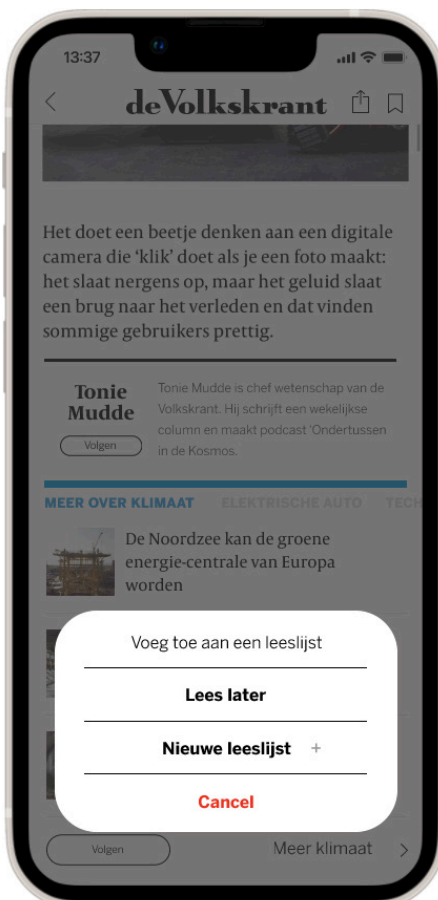 13:37
deVolkskrant
Het doet een beetje denken aan een digitale
camera die ‘klik’ doet als je een foto maakt:
het slaat nergens op, maar het geluid slaat
een brug naar het verleden en dat vinden
sommige gebruikers prettig.
Tonie
Mudde
Volgen
Tonie Mudde is chef wetenschap van de
Volkskrant. Hij schrijft een wekelijkse
column en maakt podcast ‘Ondertussen
in de Kosmos.
MEER OVER KLIMAAT ELEKTRISCHE AUTO TECH
De Noordzee kan de groene
energie-centrale van Europa
worden
Voeg toe aan een leeslijst
Lees later
Nieuwe leeslijst +
Cancel
Volgen
Meer klimaat